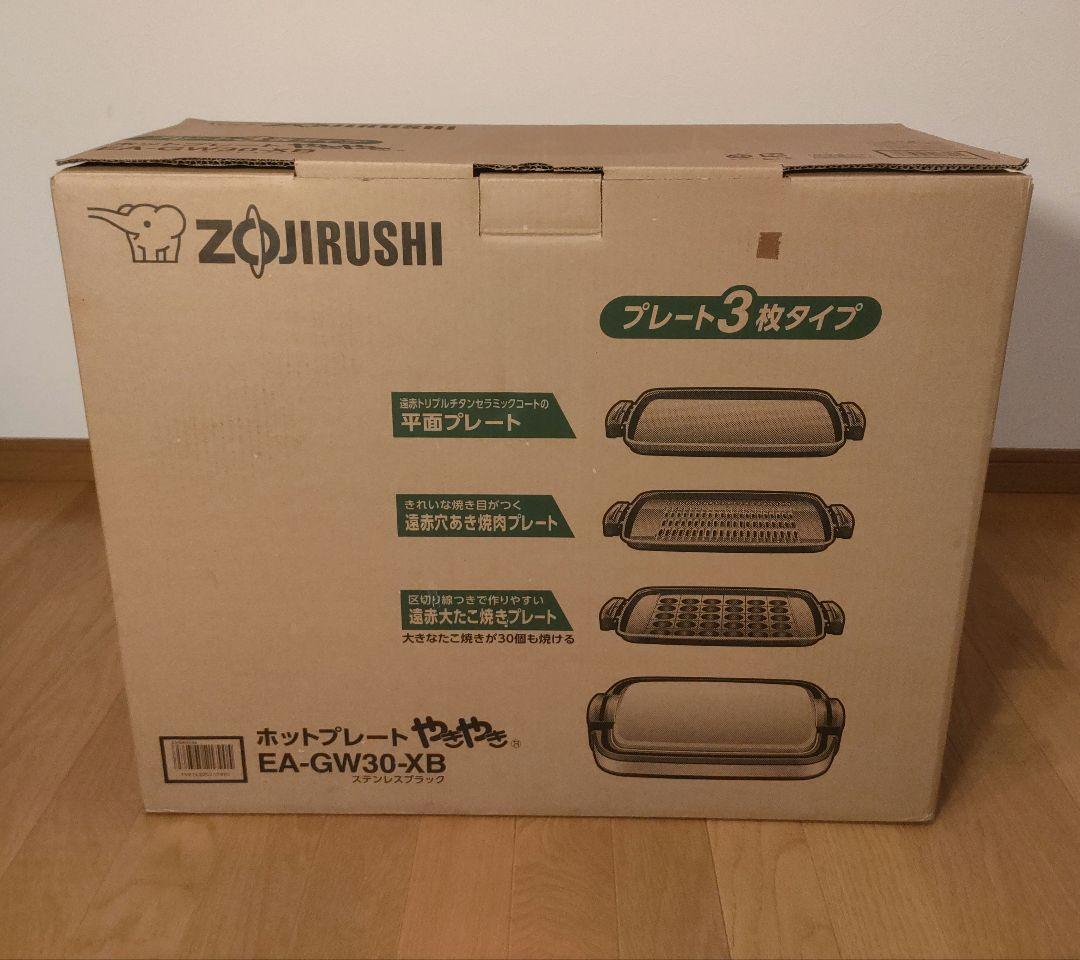 ZOJIRUSHI
EA-GW30-XB
ZOJIRUSHI
プレート3枚タイプ
遠赤トリプルチタンセラミックコートの
平面プレート
きれいな焼き目がつく
遠赤穴あき焼肉プレート
区切り線つきで作りやすい
遠赤大たこ焼きプレート
大きなたこ焼きが30個も焼ける
ホットプレート やきやき
EA-GW30-XB
ステンレスブラック